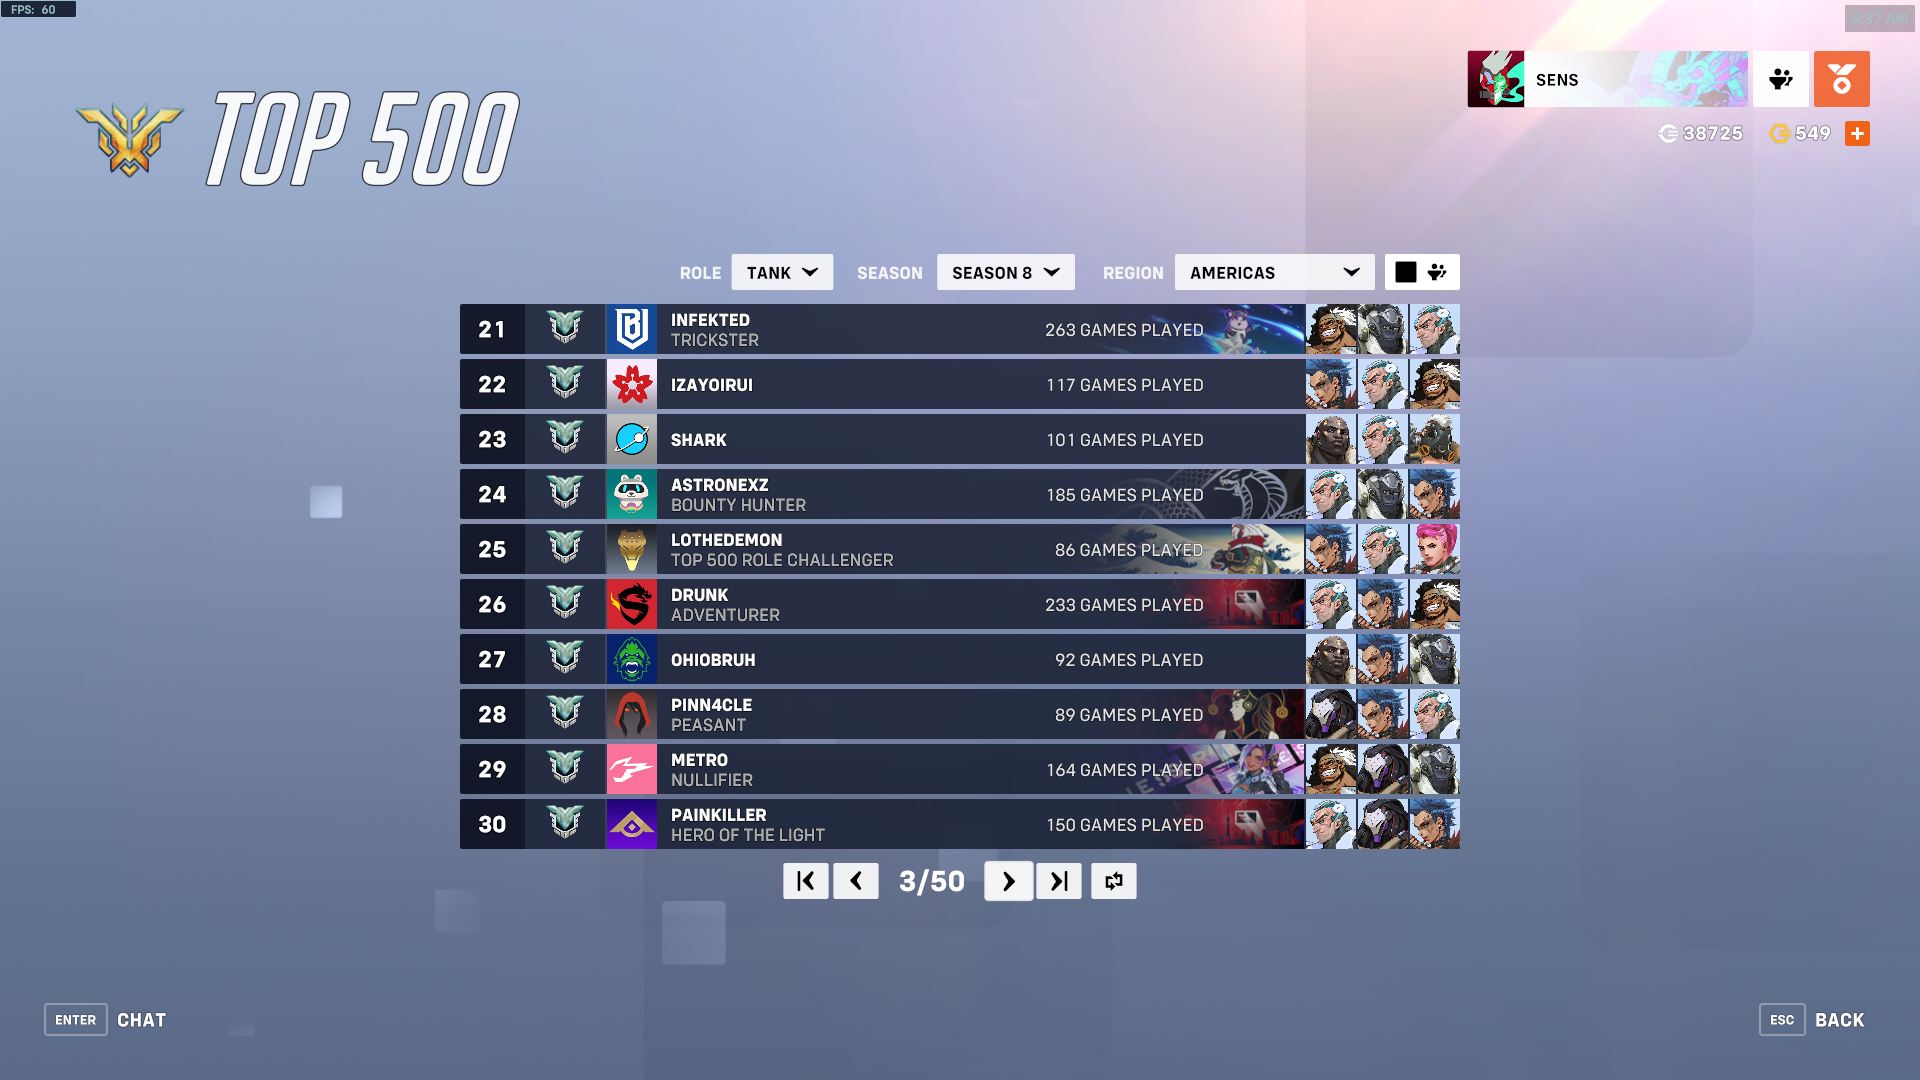 FPS: 60
9:37 AM
TOP 500
SENS
38725
549
ROLE
TANK
SEASON
SEASON 8
REGION
AMERICAS
21
INFEKTED
TRICKSTER
263 GAMES PLAYED
22
IZAYOIRUI
117 GAMES PLAYED
23
SHARK
101 GAMES PLAYED
24
ASTRONEXZ
BOUNTY HUNTER
185 GAMES PLAYED
25
LOTHEDEMON
TOP 500 ROLE CHALLENGER
86 GAMES PLAYED
26
DRUNK
ADVENTURER
233 GAMES PLAYED
27
OHIOBRUH
92 GAMES PLAYED
28
PINN4CLE
PEASANT
89 GAMES PLAYED
29
METRO
NULLIFIER
164 GAMES PLAYED
30
PAINKILLER
HERO OF THE LIGHT
150 GAMES PLAYED
3/50
ENTER
CHAT
ESC
BACK